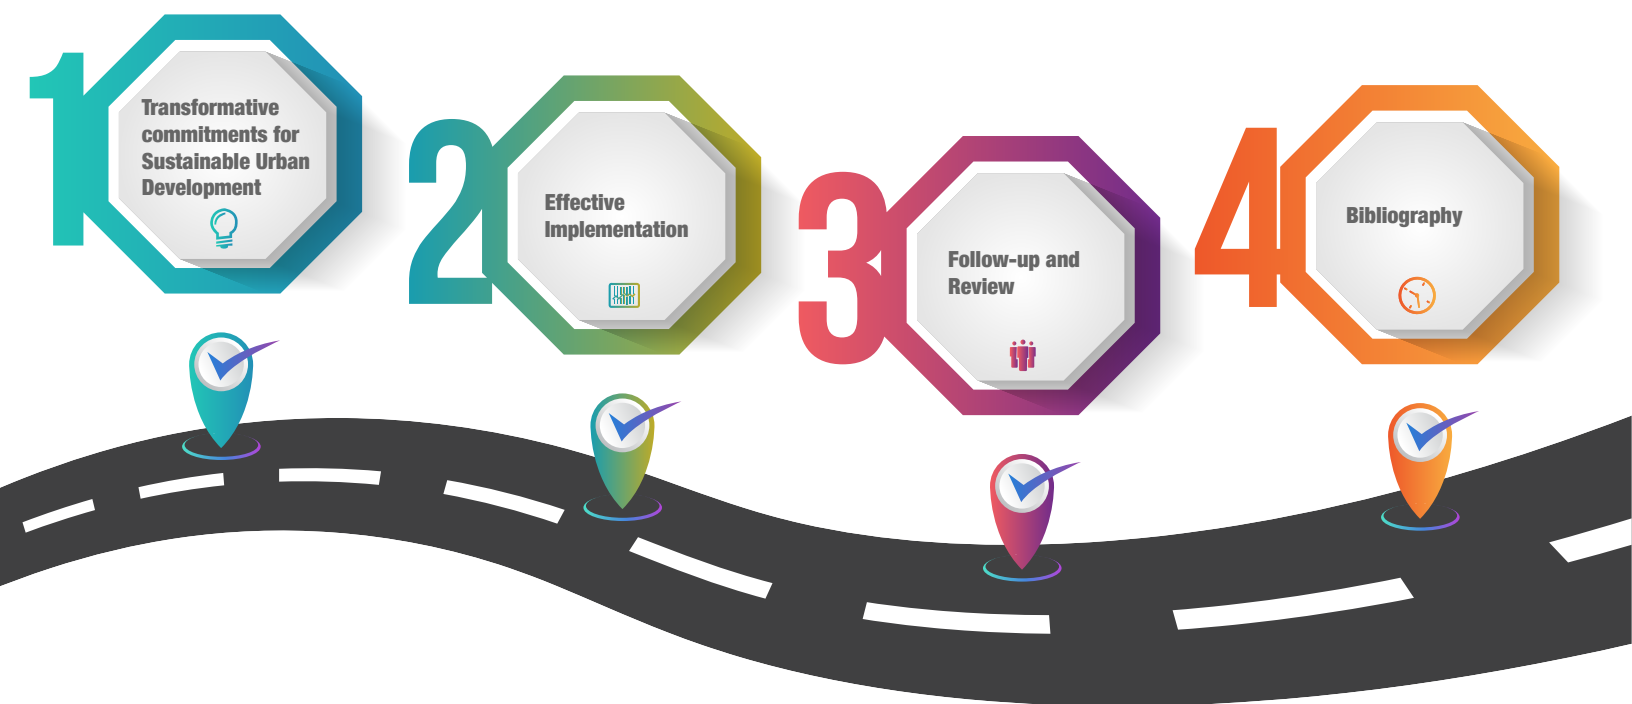 1
Transformative
commitments for
Sustainable Urban
Development
2
Effective
Implementation
3
Follow-up and
Review
4
Bibliography